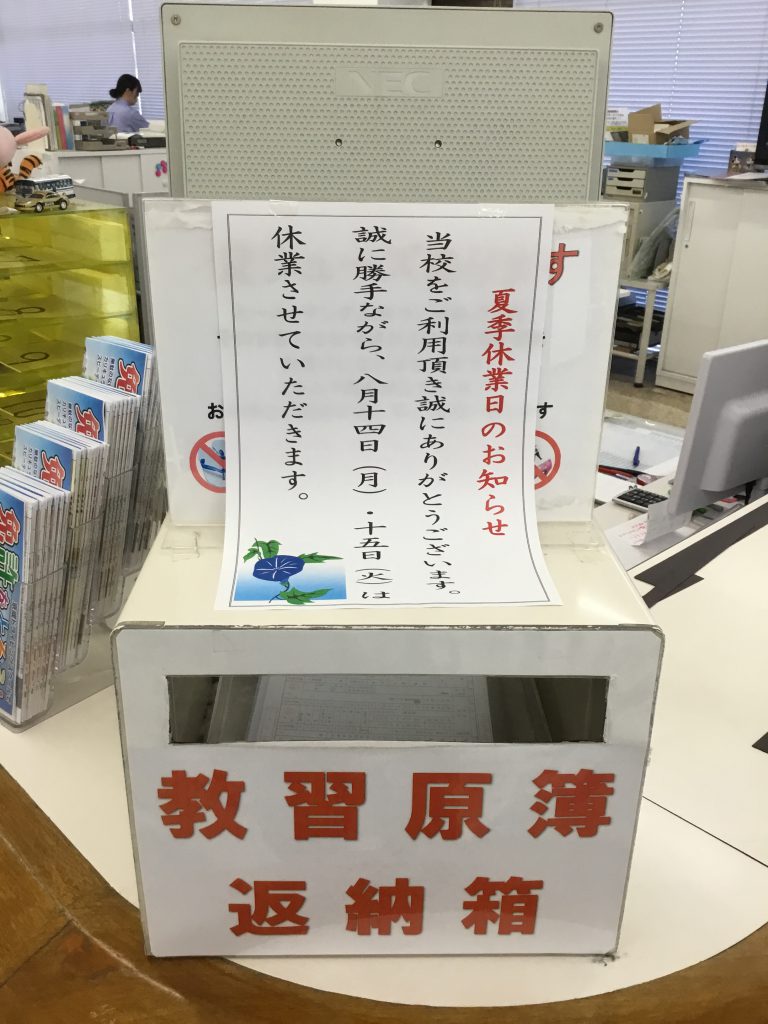 NEC
夏季休業日のお知らせ
当校をご利用頂き誠にありがとうございます。
誠に勝手ながら、八月十四日（月）・十五日（火）は
休業させていただきます。
す
お
す
教習原簿
返納箱